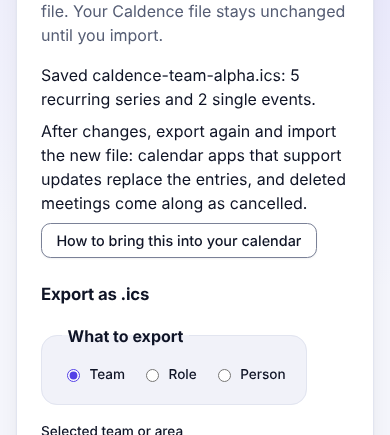 file. Your Caldence file stays unchanged
until you import.
Saved caldence-team-alpha.ics: 5
recurring series and 2 single events.
After changes, export again and import
the new file: calendar apps that support
updates replace the entries, and deleted
meetings come along as cancelled.
How to bring this into your calendar
Export as .ics
What to export
Team Role Person
Selected team or area